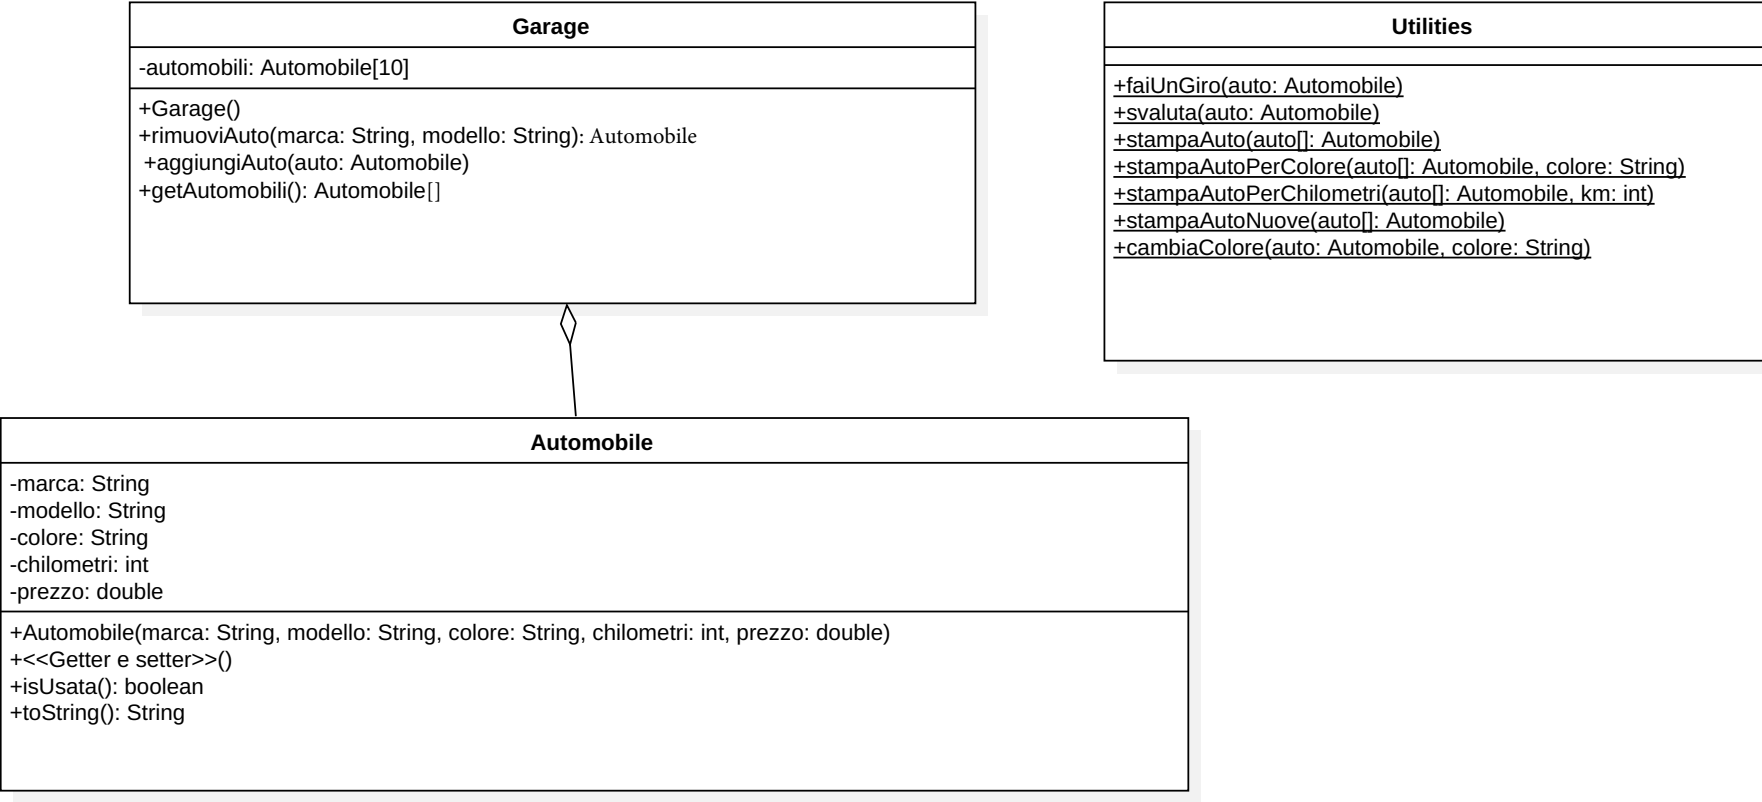 Garage
-automobili: Automobile[10]
+Garage()
+rimuoviAuto(marca: String, modello: String): Automobile
+aggiungiAuto(auto: Automobile)
+getAutomobili(): Automobile[]
Utilities
+faiUnGiro(auto: Automobile)
+svaluta(auto: Automobile)
+stampaAuto(auto[]: Automobile)
+stampaAutoPerColore(auto[]: Automobile, colore: String)
+stampaAutoPerChilometri(auto[]: Automobile, km: int)
+stampaAutoNuove(auto[]: Automobile)
+cambiaColore(auto: Automobile, colore: String)
Automobile
-marca: String
-modello: String
-colore: String
-chilometri: int
-prezzo: double
+Automobile(marca: String, modello: String, colore: String, chilometri: int, prezzo: double)
+<<Getter e setter>>()
+isUsata(): boolean
+toString(): String